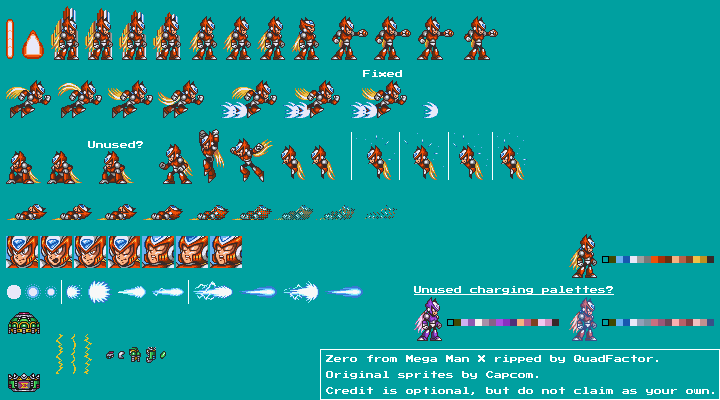 Fixed
Unused?
Unused charging palettes?
Zero from Mega Man X ripped by QuadFactor.
Original sprites by Capcom.
Credit is optional, but do not claim as your own.